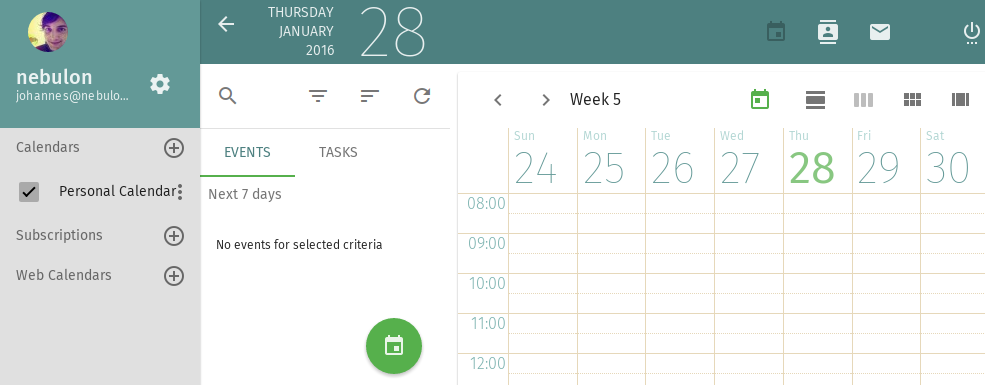 nebulon
johannes@nebulo...
Calendars
Personal Calendar
Subscriptions
Web Calendars
THURSDAY
JANUARY
2016
28
EVENTS TASKS
Next 7 days
No events for selected criteria
Week 5
Sun Mon Tue Wed Thu Fri Sat
24 25 26 27 28 29 30
08:00
09:00
10:00
11:00
12:00